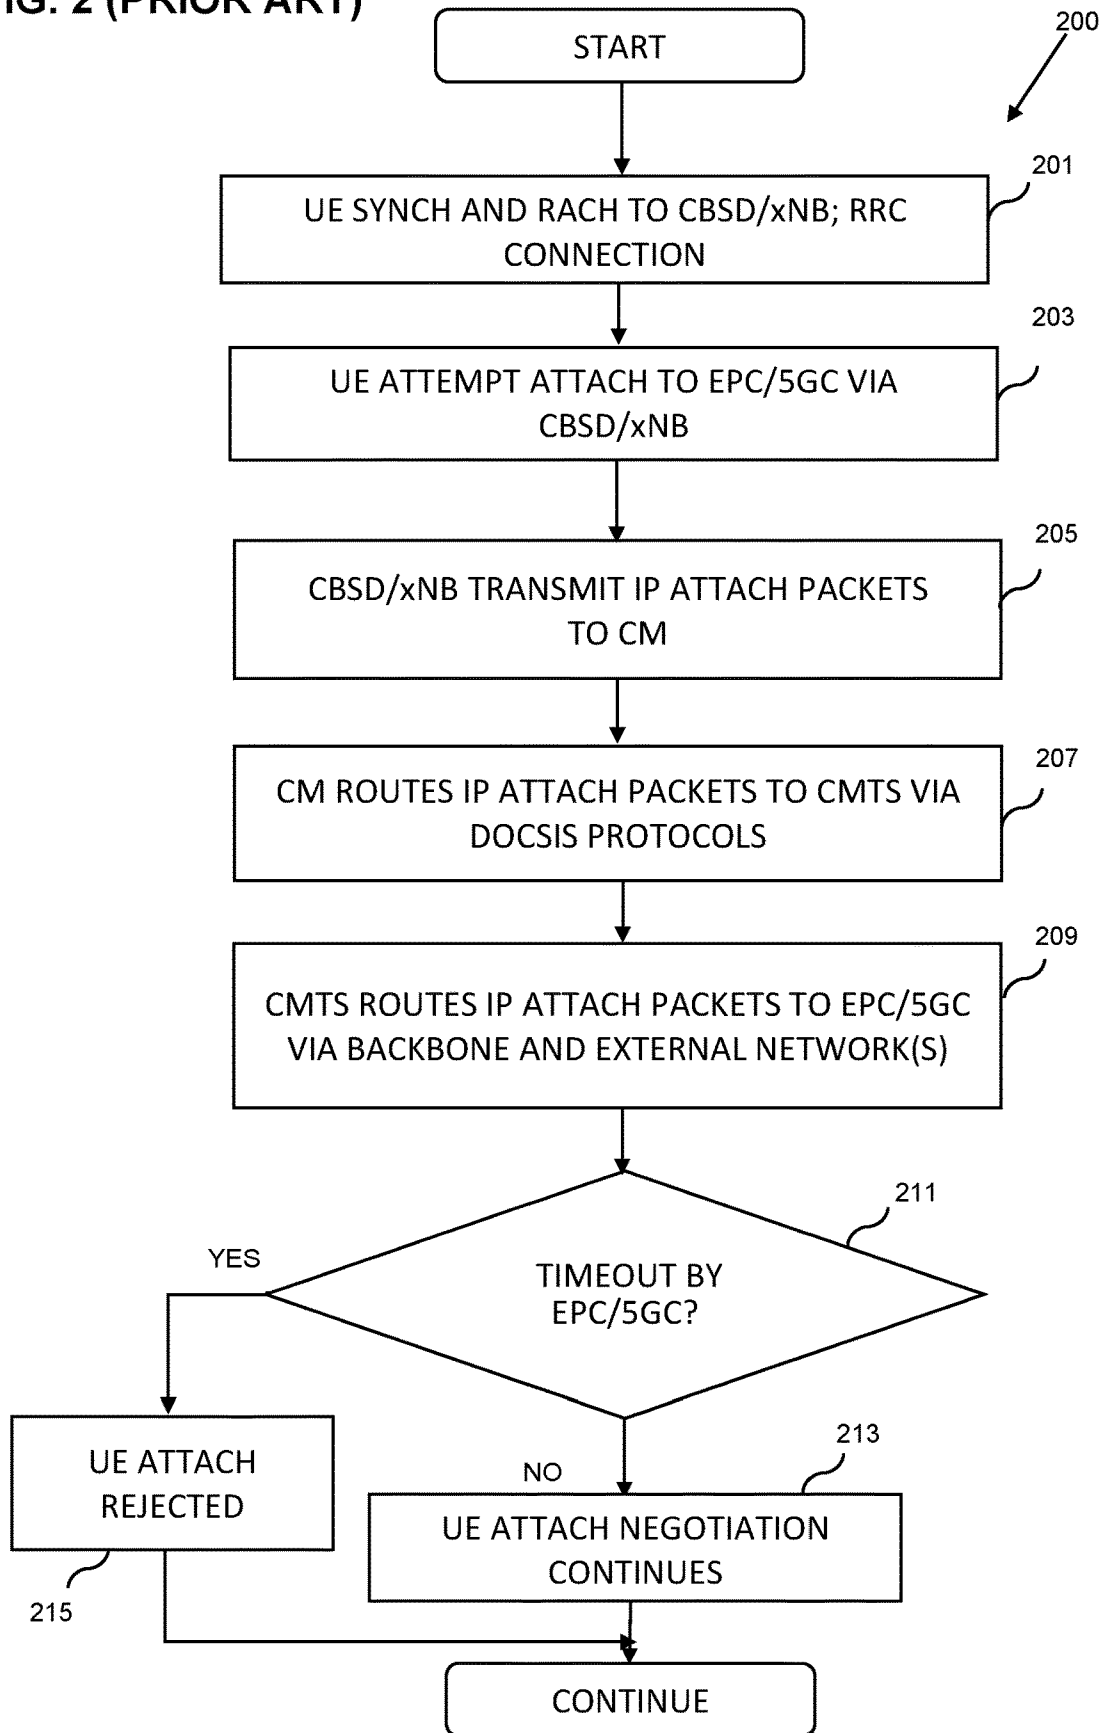 IG. 2 (PRIOR ART)
200
START
201
UE SYNCH AND RACH TO CBSD/xNB; RRC
CONNECTION
203
UE ATTEMPT ATTACH TO EPC/5GC VIA
CBSD/xNB
205
CBSD/xNB TRANSMIT IP ATTACH PACKETS
TO CM
207
CM ROUTES IP ATTACH PACKETS TO CMTS VIA
DOCSIS PROTOCOLS
209
CMTS ROUTES IP ATTACH PACKETS TO EPC/5GC
VIA BACKBONE AND EXTERNAL NETWORK(S)
211
YES
TIMEOUT BY
EPC/5GC?
UE ATTACH
REJECTED
215
NO
213
UE ATTACH NEGOTIATION
CONTINUES
CONTINUE